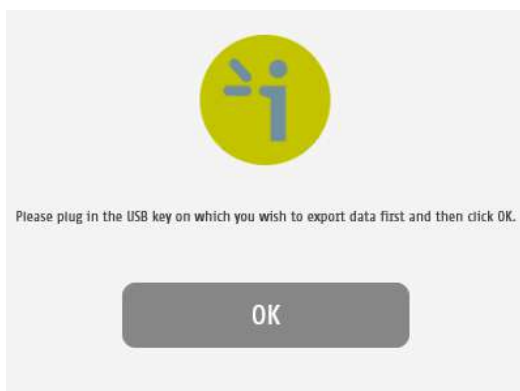 Please plug in the USB key on which you wish to export data first and then click OK.
OK